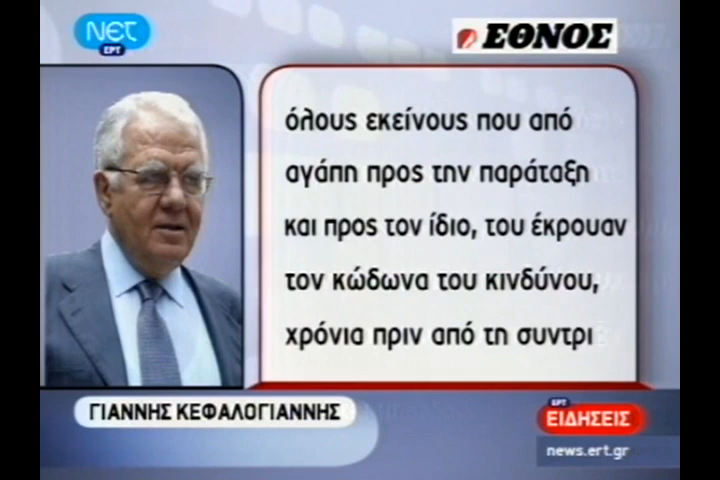 NET
ΕΡΤ
ΕΘΝΟΣ
όλους εκείνους που από
αγάπη προς την παράταξη
και προς τον ίδιο, του έκρουαν
τον κώδωνα του κινδύνου,
χρόνια πριν από τη συντρι
ΓΙΑΝΝΗΣ ΚΕΦΑΛΟΓΙΑΝΝΗΣ
ΕΡΤ
ΕΙΔΗΣΕΙΣ
news.ert.gr